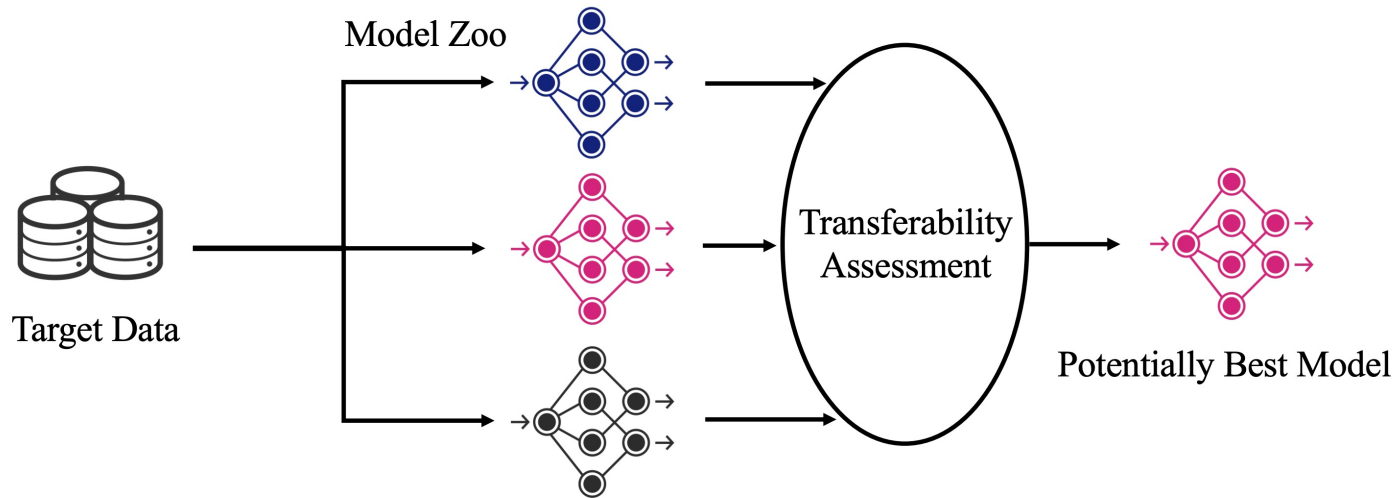 Model Zoo
Target Data
Transferability
Assessment
Potentially Best Model